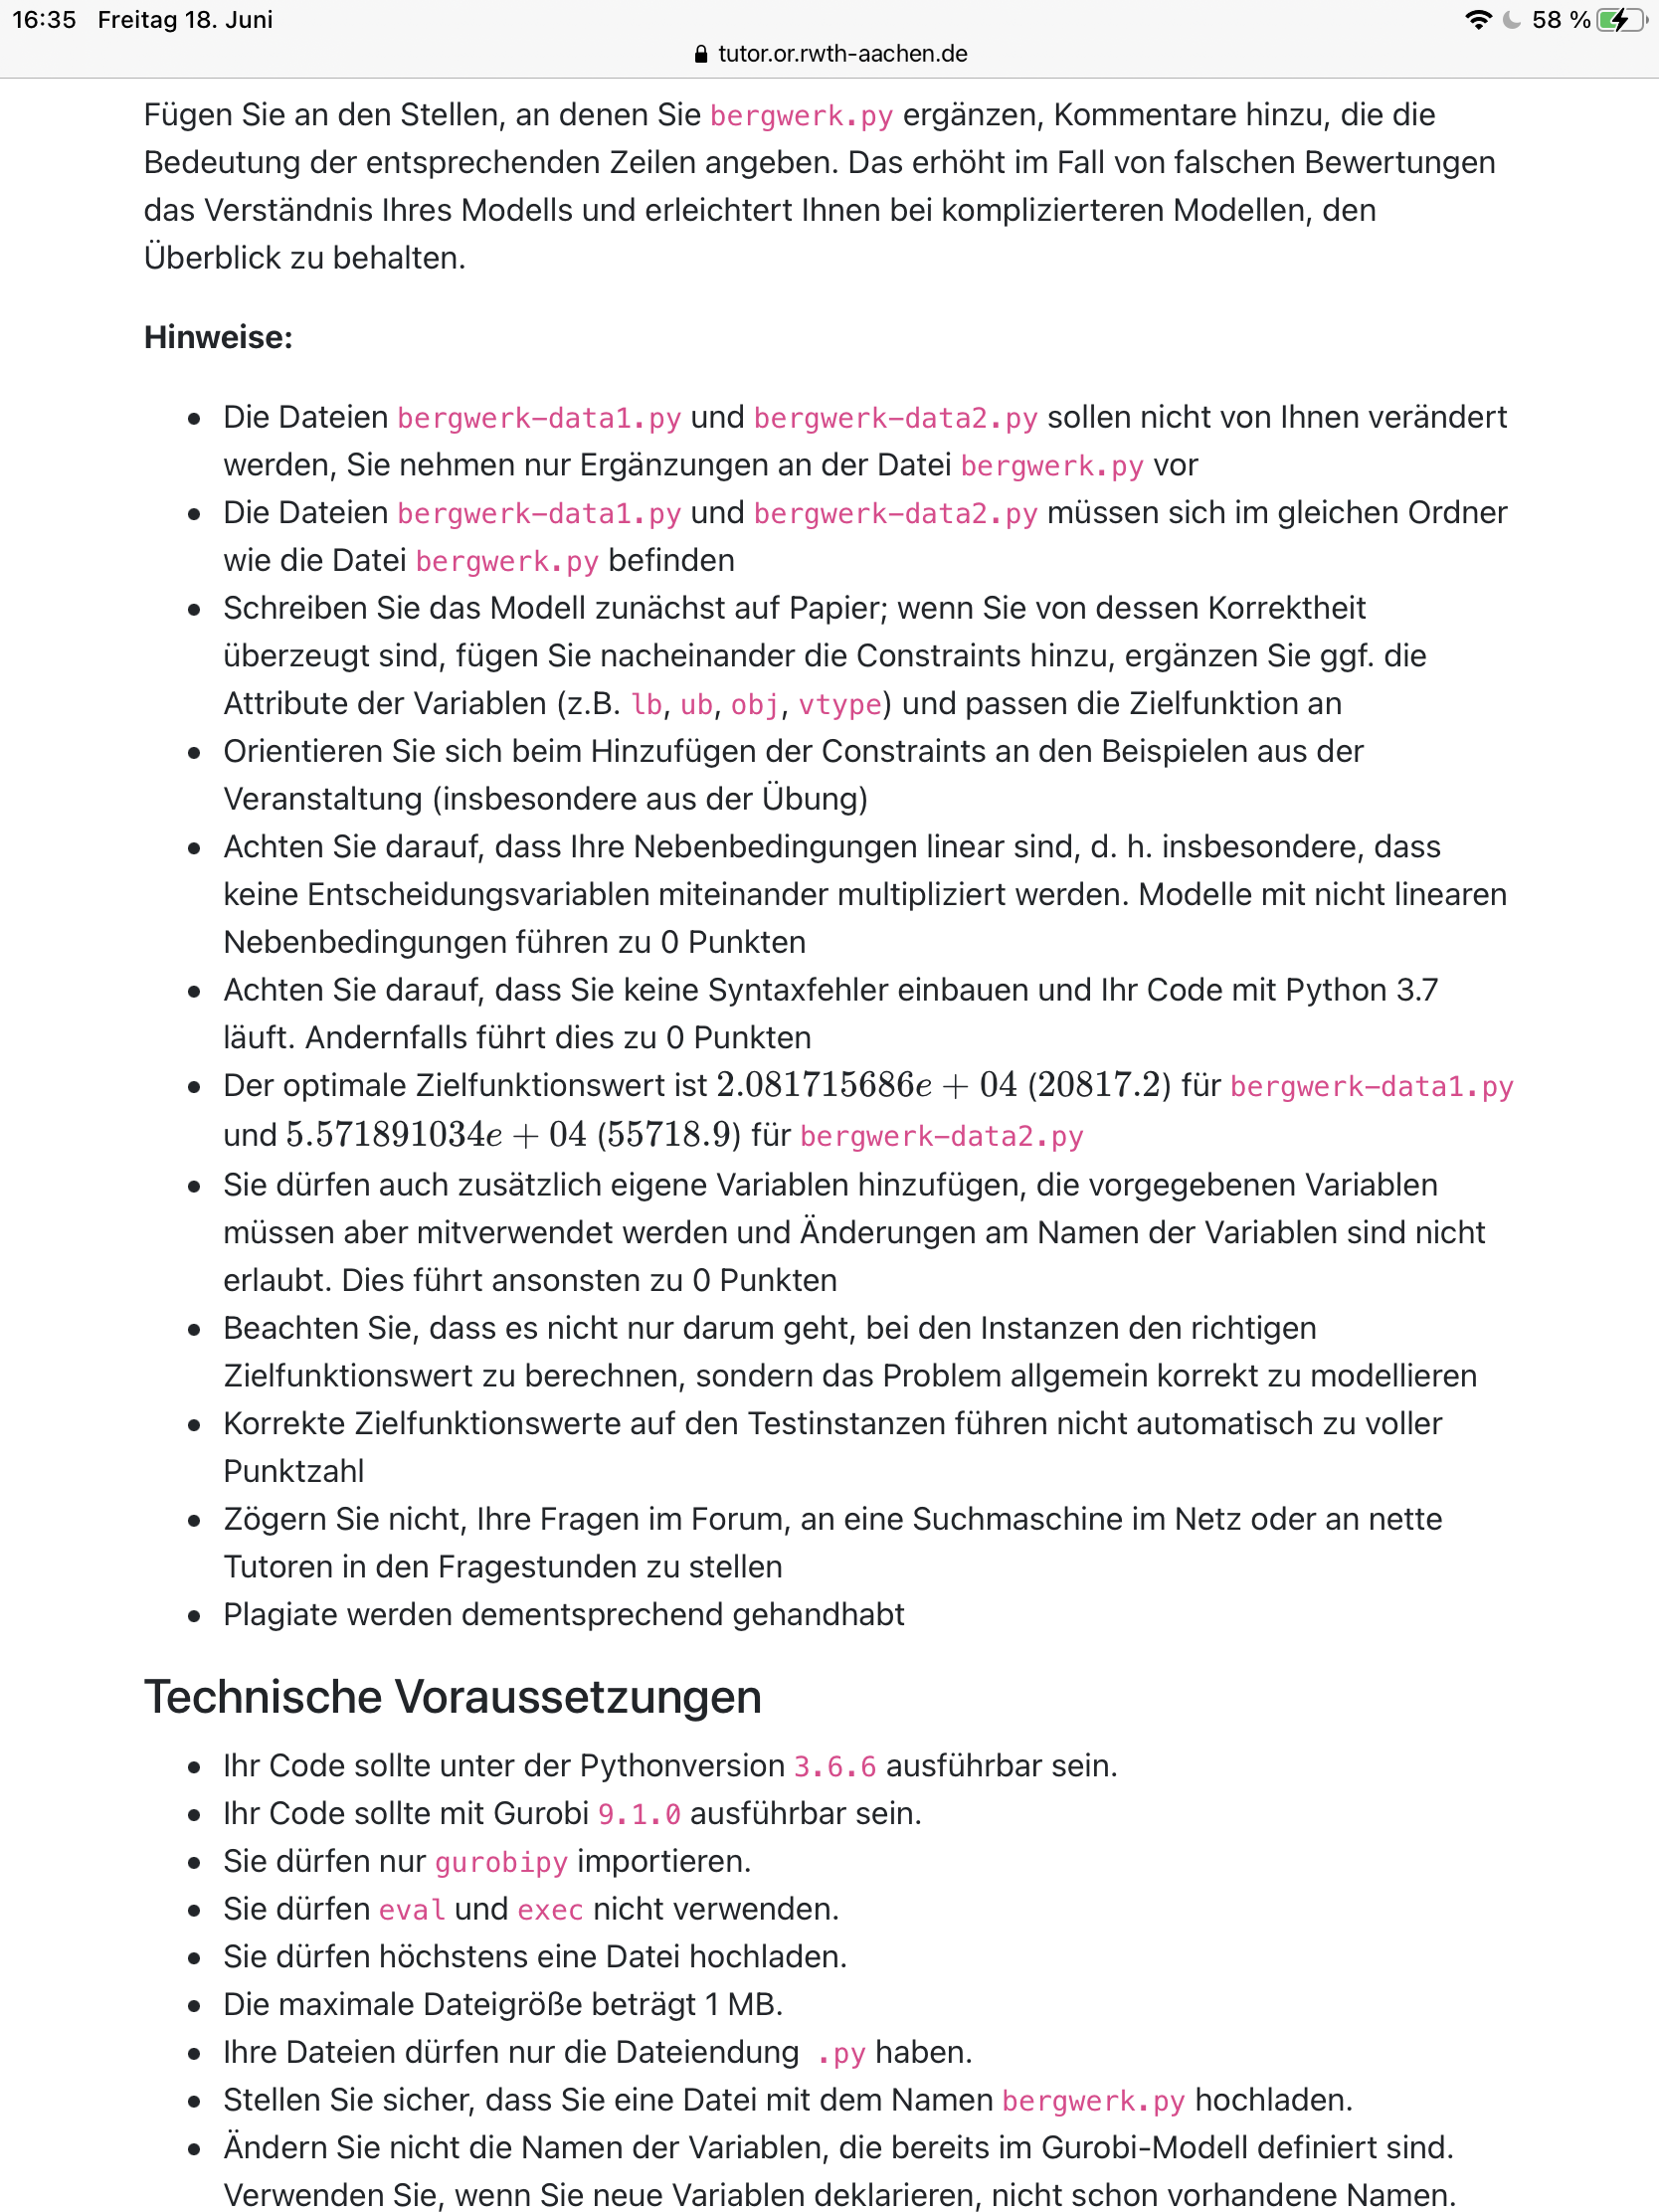 16:35 Freitag 18. Juni 58 %
tutor.or.rwth-aachen.de
Fügen Sie an den Stellen, an denen Sie bergwerk.py ergänzen, Kommentare hinzu, die die
Bedeutung der entsprechenden Zeilen angeben. Das erhöht im Fall von falschen Bewertungen
das Verständnis Ihres Modells und erleichtert Ihnen bei komplizierteren Modellen, den
Überblick zu behalten.
Hinweise:
• Die Dateien bergwerk-data1.py und bergwerk-data2.py sollen nicht von Ihnen verändert
werden, Sie nehmen nur Ergänzungen an der Datei bergwerk.py vor
• Die Dateien bergwerk-data1.py und bergwerk-data2.py müssen sich im gleichen Ordner
wie die Datei bergwerk.py befinden
• Schreiben Sie das Modell zunächst auf Papier; wenn Sie von dessen Korrektheit
überzeugt sind, fügen Sie nacheinander die Constraints hinzu, ergänzen Sie ggf. die
Attribute der Variablen (z.B. lb, ub, obj, vtype) und passen die Zielfunktion an
• Orientieren Sie sich beim Hinzufügen der Constraints an den Beispielen aus der
Veranstaltung (insbesondere aus der Übung)
• Achten Sie darauf, dass Ihre Nebenbedingungen linear sind, d. h. insbesondere, dass
keine Entscheidungsvariablen miteinander multipliziert werden. Modelle mit nicht linearen
Nebenbedingungen führen zu 0 Punkten
• Achten Sie darauf, dass Sie keine Syntaxfehler einbauen und Ihr Code mit Python 3.7
läuft. Andernfalls führt dies zu 0 Punkten
• Der optimale Zielfunktionswert ist 2.081715686e + 04 (20817.2) für bergwerk-data1.py
und 5.571891034e + 04 (55718.9) für bergwerk-data2.py
• Sie dürfen auch zusätzlich eigene Variablen hinzufügen, die vorgegebenen Variablen
müssen aber mitverwendet werden und Änderungen am Namen der Variablen sind nicht
erlaubt. Dies führt ansonsten zu 0 Punkten
• Beachten Sie, dass es nicht nur darum geht, bei den Instanzen den richtigen
Zielfunktionswert zu berechnen, sondern das Problem allgemein korrekt zu modellieren
• Korrekte Zielfunktionswerte auf den Testinstanzen führen nicht automatisch zu voller
Punktzahl
• Zögern Sie nicht, Ihre Fragen im Forum, an eine Suchmaschine im Netz oder an nette
Tutoren in den Fragestunden zu stellen
• Plagiate werden dementsprechend gehandhabt
Technische Voraussetzungen
• Ihr Code sollte unter der Pythonversion 3.6.6 ausführbar sein.
• Ihr Code sollte mit Gurobi 9.1.0 ausführbar sein.
• Sie dürfen nur gurobipy importieren.
• Sie dürfen eval und exec nicht verwenden.
• Sie dürfen höchstens eine Datei hochladen.
• Die maximale Dateigröße beträgt 1 MB.
• Ihre Dateien dürfen nur die Dateiendung .py haben.
• Stellen Sie sicher, dass Sie eine Datei mit dem Namen bergwerk.py hochladen.
• Ändern Sie nicht die Namen der Variablen, die bereits im Gurobi-Modell definiert sind.
Verwenden Sie, wenn Sie neue Variablen deklarieren, nicht schon vorhandene Namen.